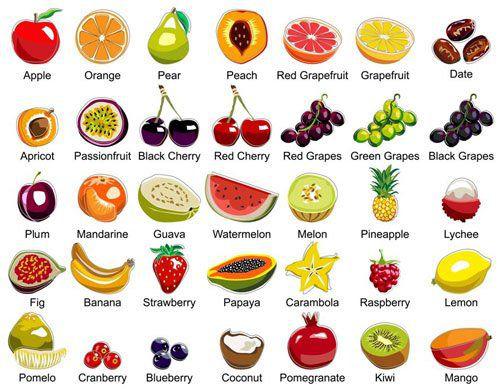 Apple Orange Pear Peach Red Grapefruit Grapefruit Date
Apricot Passionfruit Black Cherry Red Cherry Red Grapes Green Grapes Black Grapes
Plum Mandarine Guava Watermelon Melon Pineapple Lychee
Fig Banana Strawberry Papaya Carambola Raspberry Lemon
Pomelo Cranberry Blueberry Coconut Pomegranate Kiwi Mango